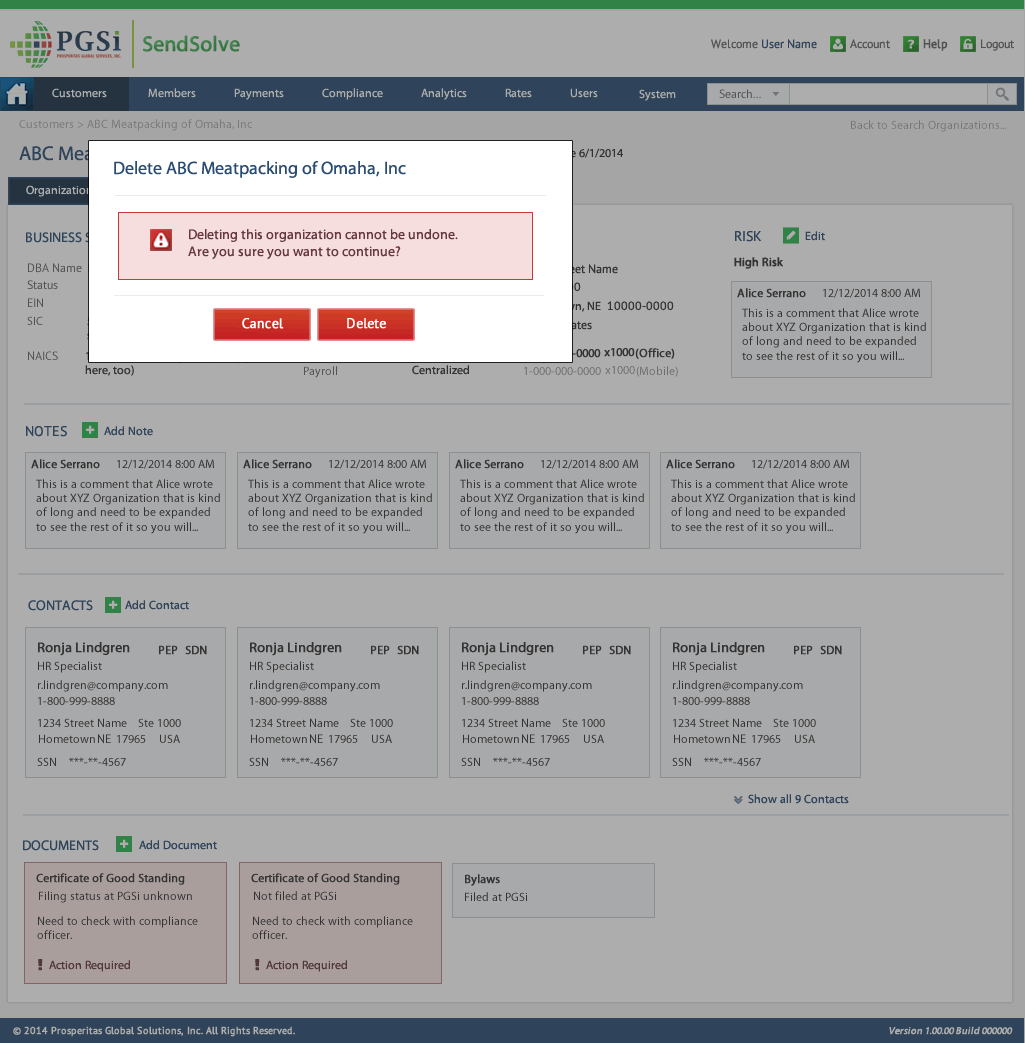 PGSi
PROSPERITAS GLOBAL SERVICES, INC.
SendSolve
Welcome User Name Account ? Help Logout
Customers Members Payments Compliance Analytics Rates Users System Search...
Customers > ABC Meatpacking of Omaha, Inc Back to Search Organizations...
ABC Mea e 6/1/2014
Delete ABC Meatpacking of Omaha, Inc
Organization
Deleting this organization cannot be undone.
Are you sure you want to continue?
Cancel Delete
BUSINESS S
DBA Name
Status
EIN
SIC
NAICS
here, too) Payroll Centralized
eet Name
00
n, NE 10000-0000
ates
-0000 x1000(Office)
1-000-000-0000 x1000(Mobile)
RISK Edit
High Risk
Alice Serrano 12/12/2014 8:00 AM
This is a comment that Alice wrote
about XYZ Organization that is kind
of long and need to be expanded
to see the rest of it so you will...
NOTES Add Note
Alice Serrano 12/12/2014 8:00 AM
This is a comment that Alice wrote
about XYZ Organization that is kind
of long and need to be expanded
to see the rest of it so you will...
Alice Serrano 12/12/2014 8:00 AM
This is a comment that Alice wrote
about XYZ Organization that is kind
of long and need to be expanded
to see the rest of it so you will...
Alice Serrano 12/12/2014 8:00 AM
This is a comment that Alice wrote
about XYZ Organization that is kind
of long and need to be expanded
to see the rest of it so you will...
Alice Serrano 12/12/2014 8:00 AM
This is a comment that Alice wrote
about XYZ Organization that is kind
of long and need to be expanded
to see the rest of it so you will...
CONTACTS Add Contact
Ronja Lindgren PEP SDN
HR Specialist
r.lindgren@company.com
1-800-999-8888
1234 Street Name Ste 1000
Hometown NE 17965 USA
SSN ***-**-4567
Ronja Lindgren PEP SDN
HR Specialist
r.lindgren@company.com
1-800-999-8888
1234 Street Name Ste 1000
Hometown NE 17965 USA
SSN ***-**-4567
Ronja Lindgren PEP SDN
HR Specialist
r.lindgren@company.com
1-800-999-8888
1234 Street Name Ste 1000
Hometown NE 17965 USA
SSN ***-**-4567
Ronja Lindgren PEP SDN
HR Specialist
r.lindgren@company.com
1-800-999-8888
1234 Street Name Ste 1000
Hometown NE 17965 USA
SSN ***-**-4567
Show all 9 Contacts
DOCUMENTS Add Document
Certificate of Good Standing
Filing status at PGSi unknown
Need to check with compliance
officer.
! Action Required
Certificate of Good Standing
Not filed at PGSi
Need to check with compliance
officer.
! Action Required
Bylaws
Filed at PGSi
© 2014 Prosperitas Global Solutions, Inc. All Rights Reserved. Version 1.00.00 Build 000000